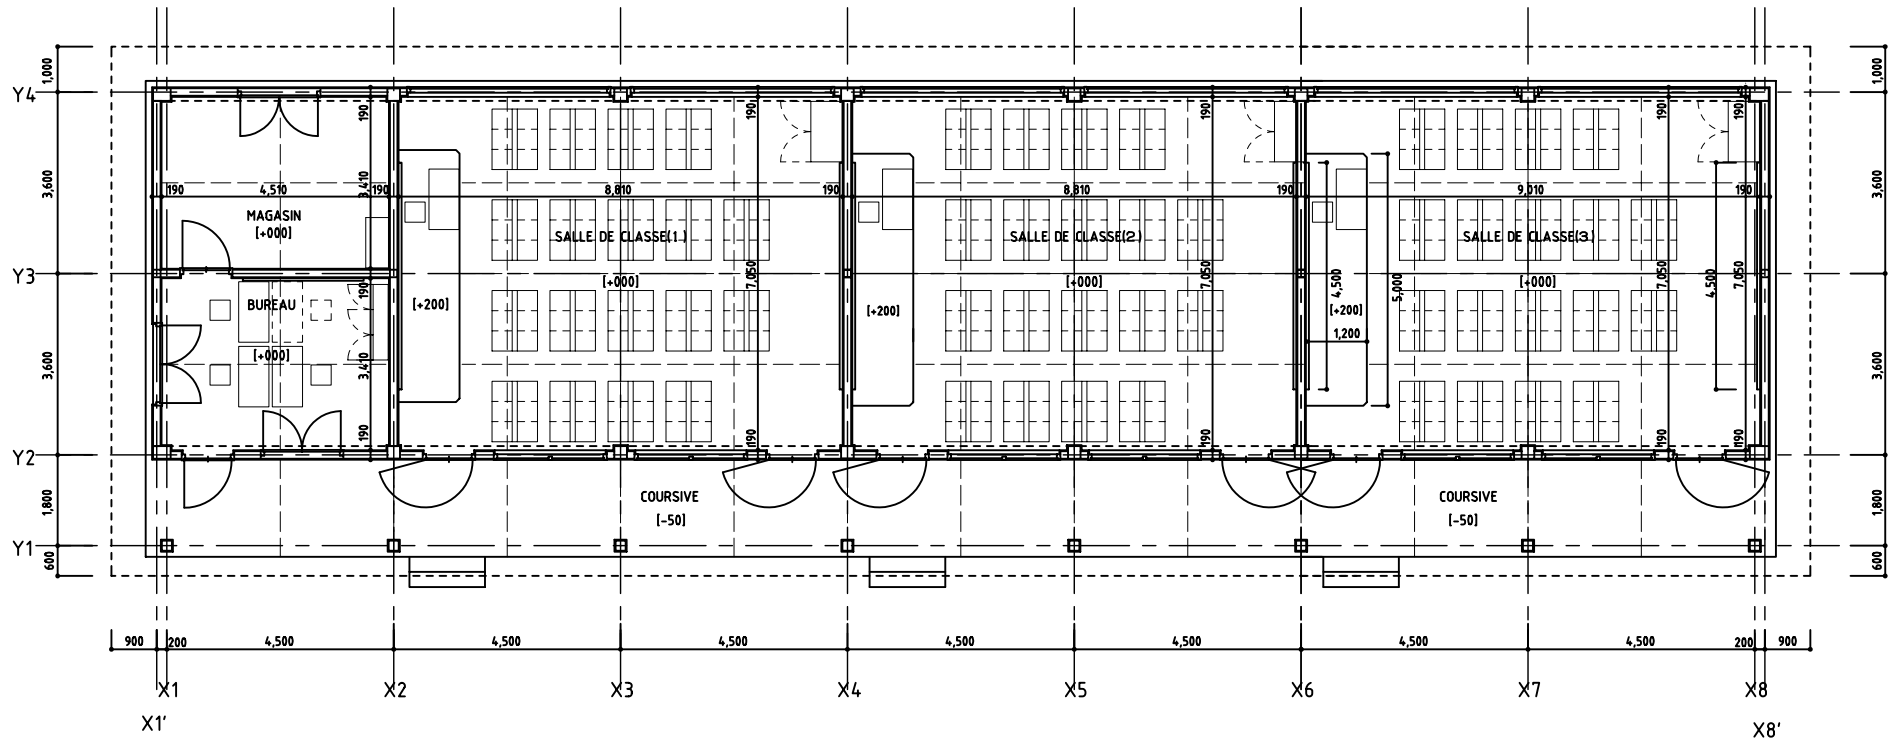 1,000
190
190
190
190
190
190
1,000
Y4
Y4
3,600
3,410
3,600
190
4,510
190
8,810
190
8,810
190
9,010
190
MAGASIN
[+000]
SALLE DE CLASSE(1)
SALLE DE CLASSE(2)
SALLE DE CLASSE(3)
Y3
190
7,050
[+000]
7,050
[+000]
4,500
5,000
[+000]
7,050
4,500
7,050
BUREAU
[+200]
[+200]
[+200]
1,200
[+000]
3,600
3,410
3,600
190
190
190
190
190
Y2
COURSIVE
[-50]
COURSIVE
[-50]
1,800
1,800
Y1
600
600
900
200
4,500
4,500
4,500
4,500
4,500
4,500
4,500
200
900
X1
X2
X3
X4
X5
X6
X7
X8
X1'
X8'